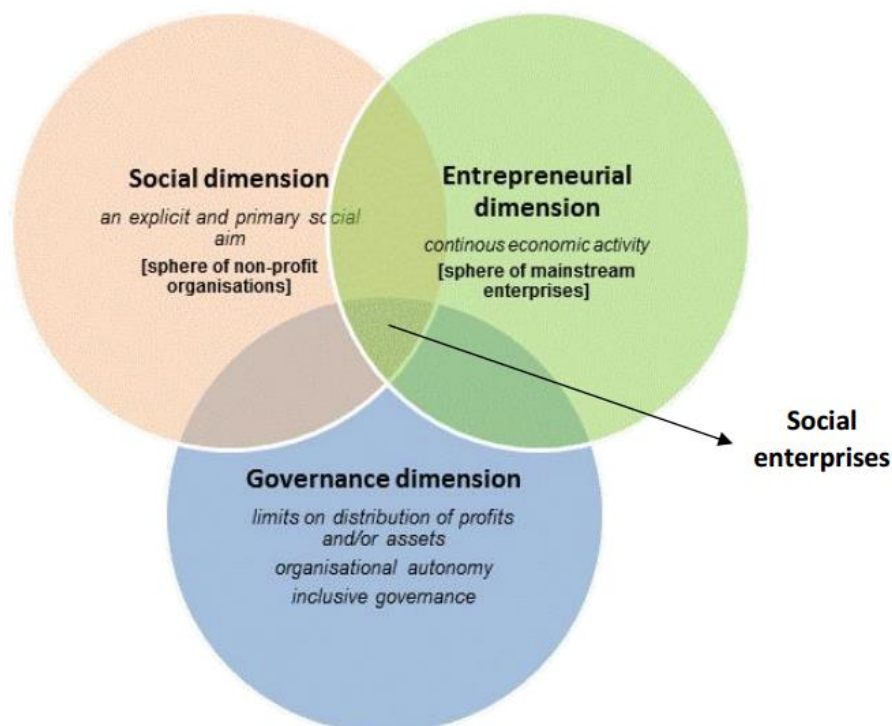 Social dimension
an explicit and primary social
aim
[sphere of non-profit
organisations]
Entrepreneurial
dimension
continous economic activity
[sphere of mainstream
enterprises]
Social
enterprises
Governance dimension
limits on distribution of profits
and/or assets
organisational autonomy
inclusive governance